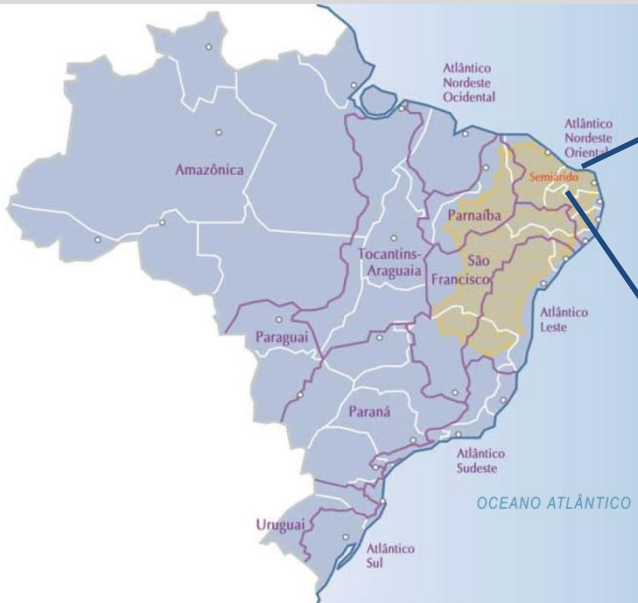 Atlântico
Nordeste
Ocidental
Atlântico
Nordeste
Oriental
Semiárido
Amazônica
Parnaíba
Tocantins-
Araguaia
São
Francisco
Atlântico
Leste
Paraguai
Paraná
Atlântico
Sudeste
OCEANO ATLÂNTICO
Uruguai
Atlântico
Sul